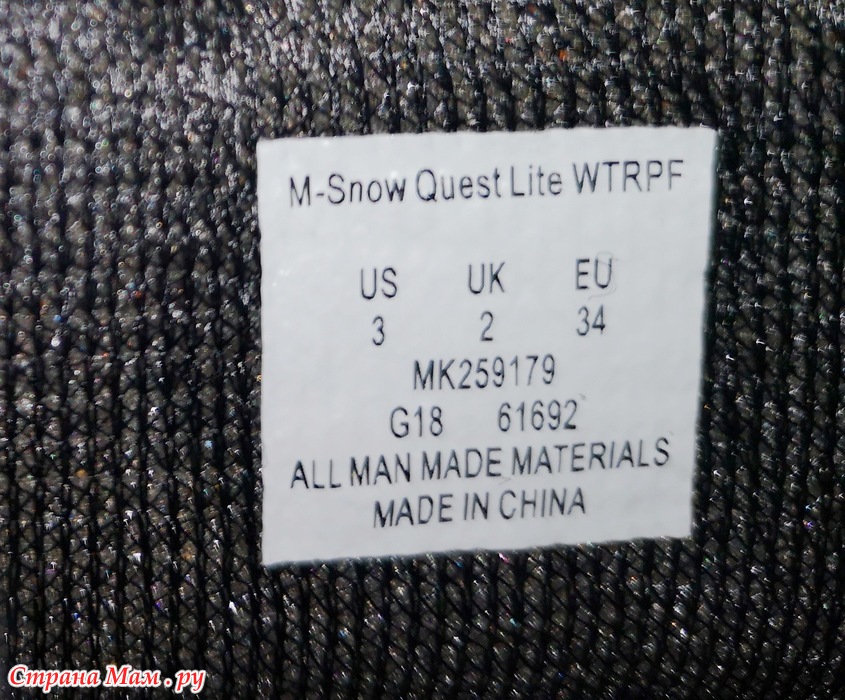 M-Snow Quest Lite WTRPF
US UK EU
3 2 34
MK259179
G18 61692
ALL MAN MADE MATERIALS
MADE IN CHINA
Страна Мам.ру